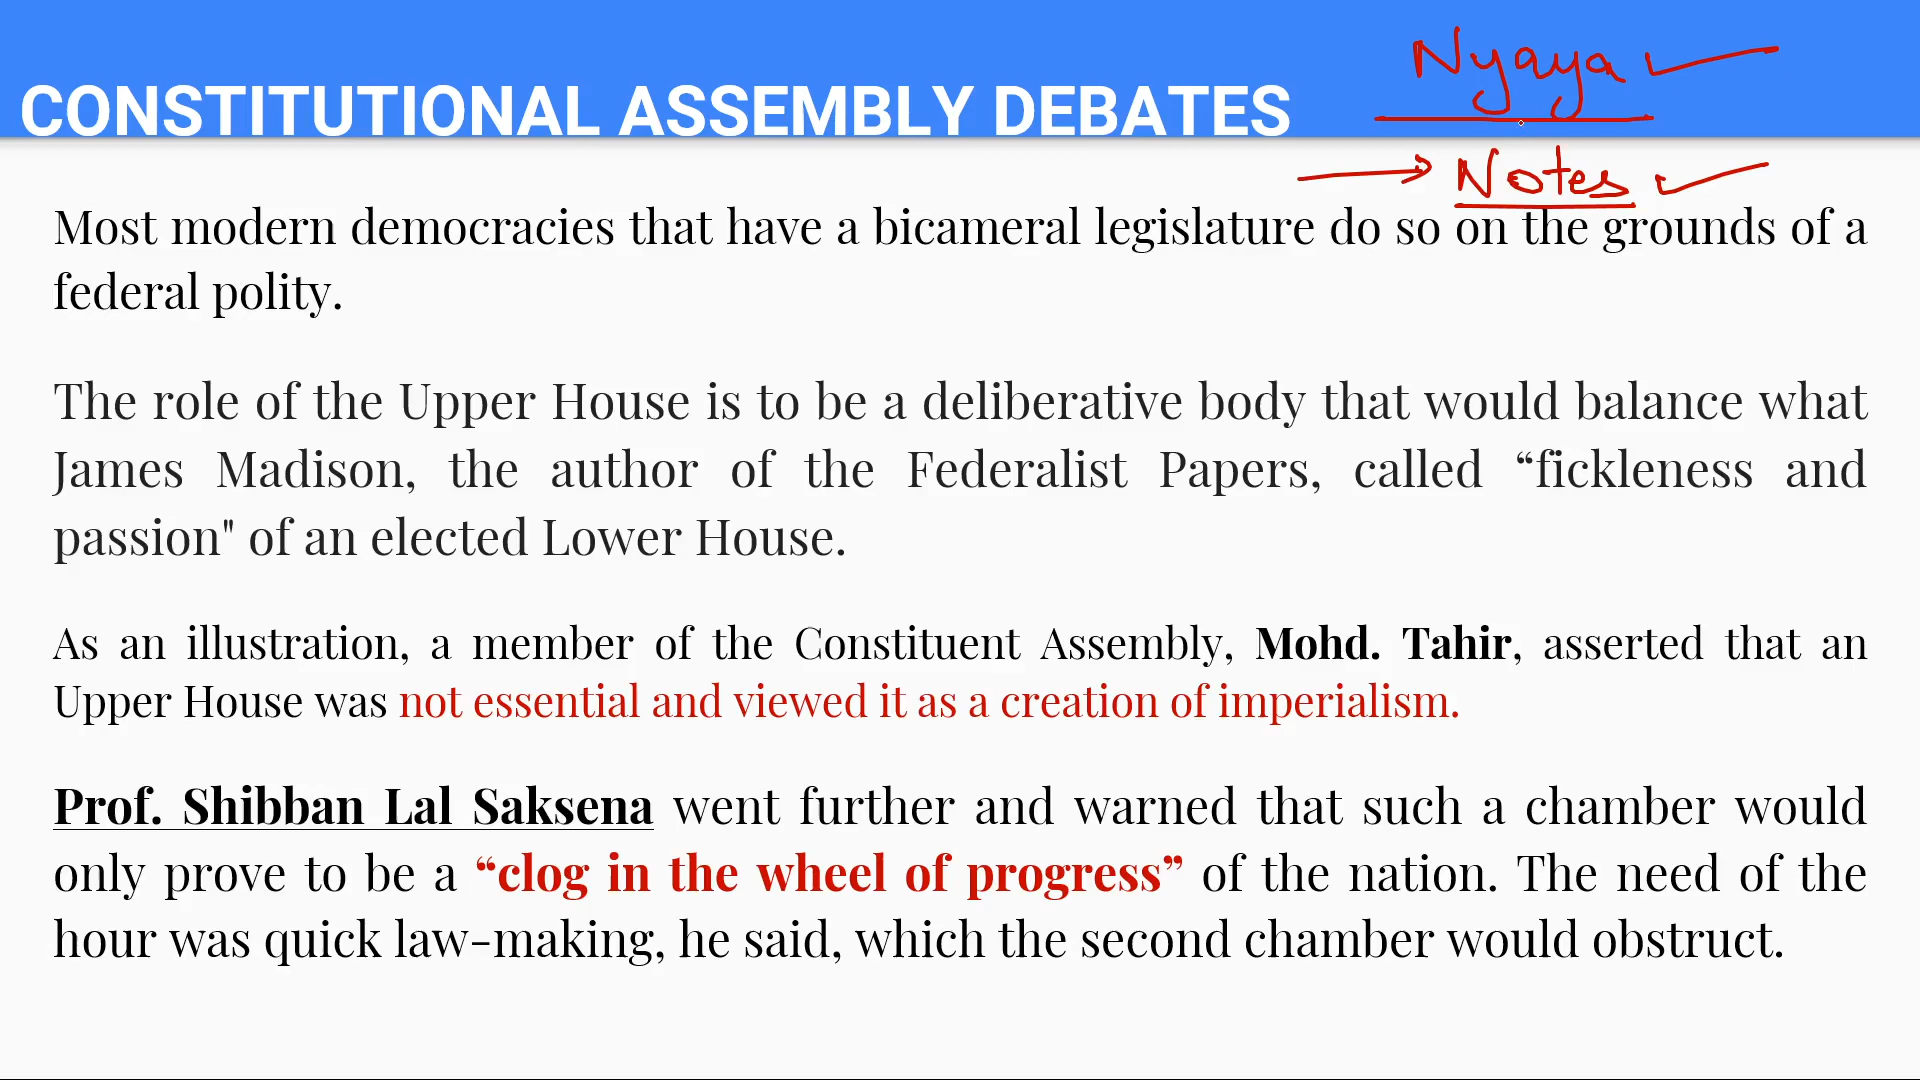 Nyaya
CONSTITUTIONAL ASSEMBLY DEBATES
Notes
Most modern democracies that have a bicameral legislature do so on the grounds of a
federal polity.
The role of the Upper House is to be a deliberative body that would balance what
James Madison, the author of the Federalist Papers, called “fickleness and
passion" of an elected Lower House.
As an illustration, a member of the Constituent Assembly, Mohd. Tahir, asserted that an
Upper House was not essential and viewed it as a creation of imperialism.
Prof. Shibban Lal Saksena went further and warned that such a chamber would
only prove to be a “clog in the wheel of progress” of the nation. The need of the
hour was quick law-making, he said, which the second chamber would obstruct.